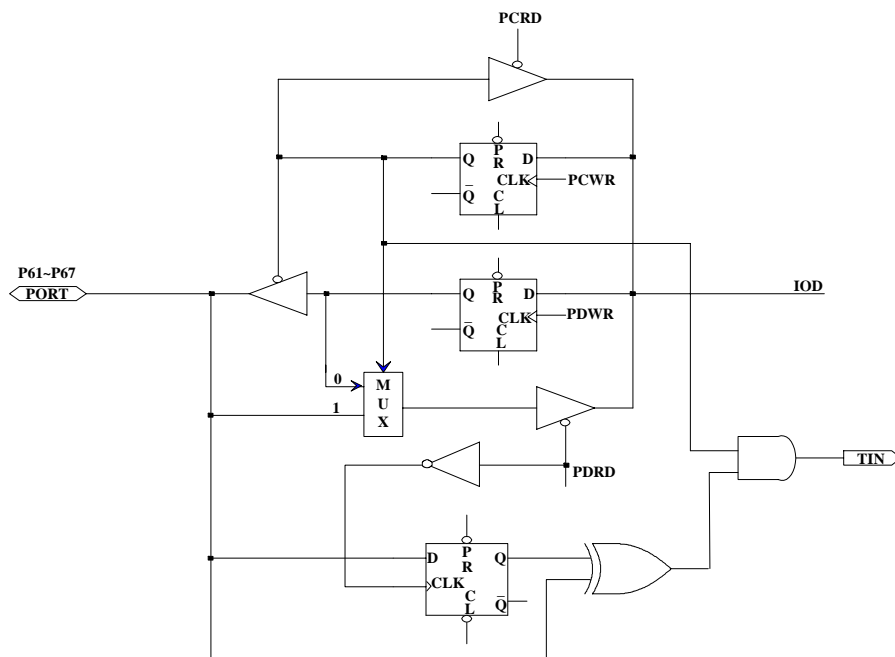 PCRD
Q
P
R
D
CLK
PCWR
Q
C
L
P61~P67
PORT
Q
P
R
D
IOD
CLK
PDWR
Q
C
L
0
M
U
X
1
TIN
PDRD
D
P
R
Q
CLK
C
L
Q